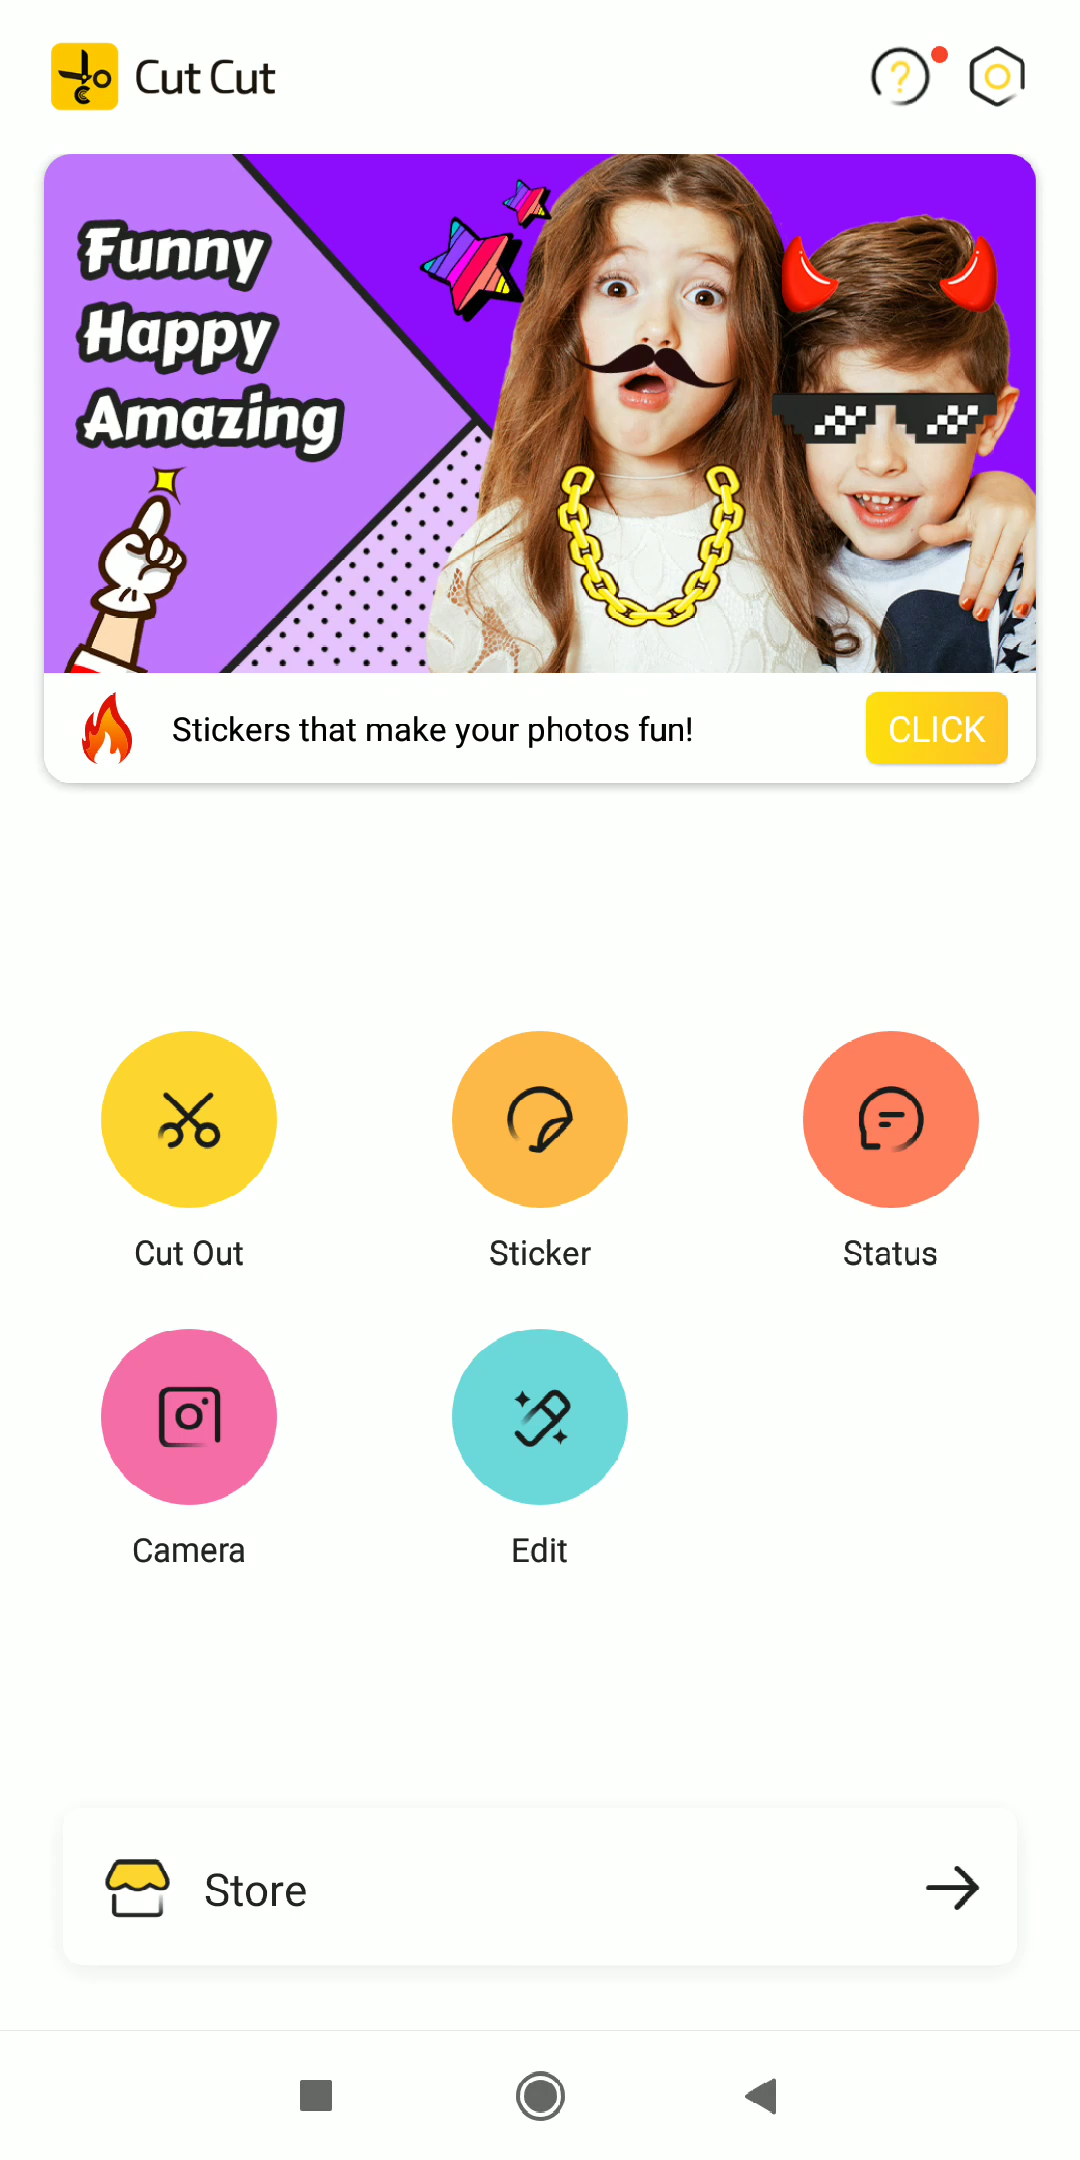 Cut Cut
Funny
Happy
Amazing
Stickers that make your photos fun!
CLICK
Cut Out
Sticker
Status
Camera
Edit
Store